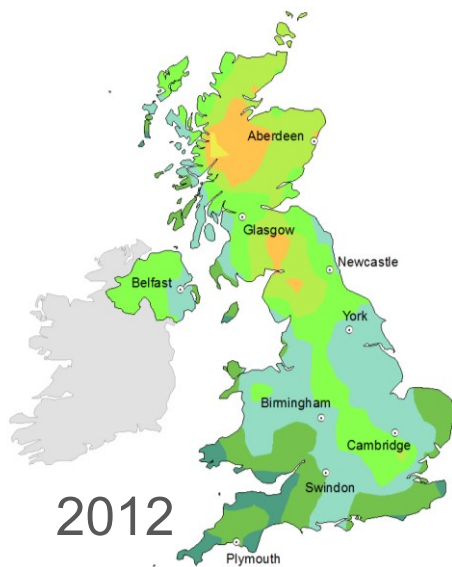 Aberdeen
Glasgow
Newcastle
Belfast
York
Birmingham
Cambridge
Swindon
2012
Plymouth